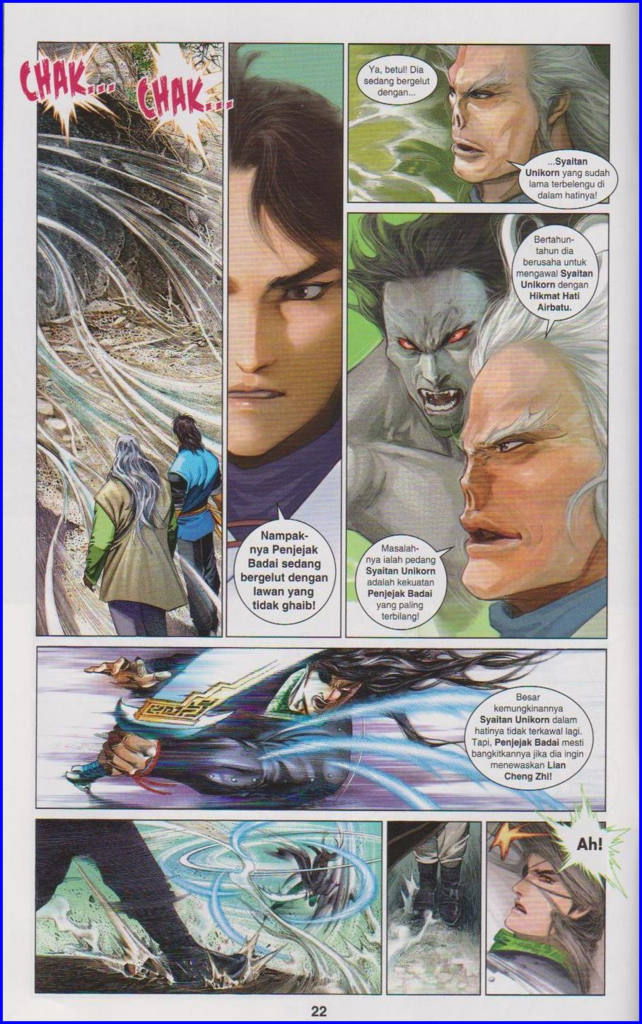 CHAK...
CHAK...
Nampak-
nya Penjejak
Badai sedang
bergelut dengan
lawan yang
tidak ghaib!
Ya, betul! Dia
sedang bergelut
dengan...
...Syaitan
Unikorn yang sudah
lama terbelengu di
dalam hatinya!
Bertahun-
tahun dia
berusaha untuk
mengawal Syaitan
Unikorn dengan
Hikmat Hati
Airbatu.
Masalah-
nya ialah pedang
Syaitan Unikorn
adalah kekuatan
Penjejak Badai
yang paling
terbilang!
Besar
kemungkinannya
Syaitan Unikorn dalam
hatinya tidak terkawal lagi.
Tapi, Penjejak Badai mesti
bangkitkannya jika dia ingin
menewaskan Lian
Cheng Zhi!
Ah!
22